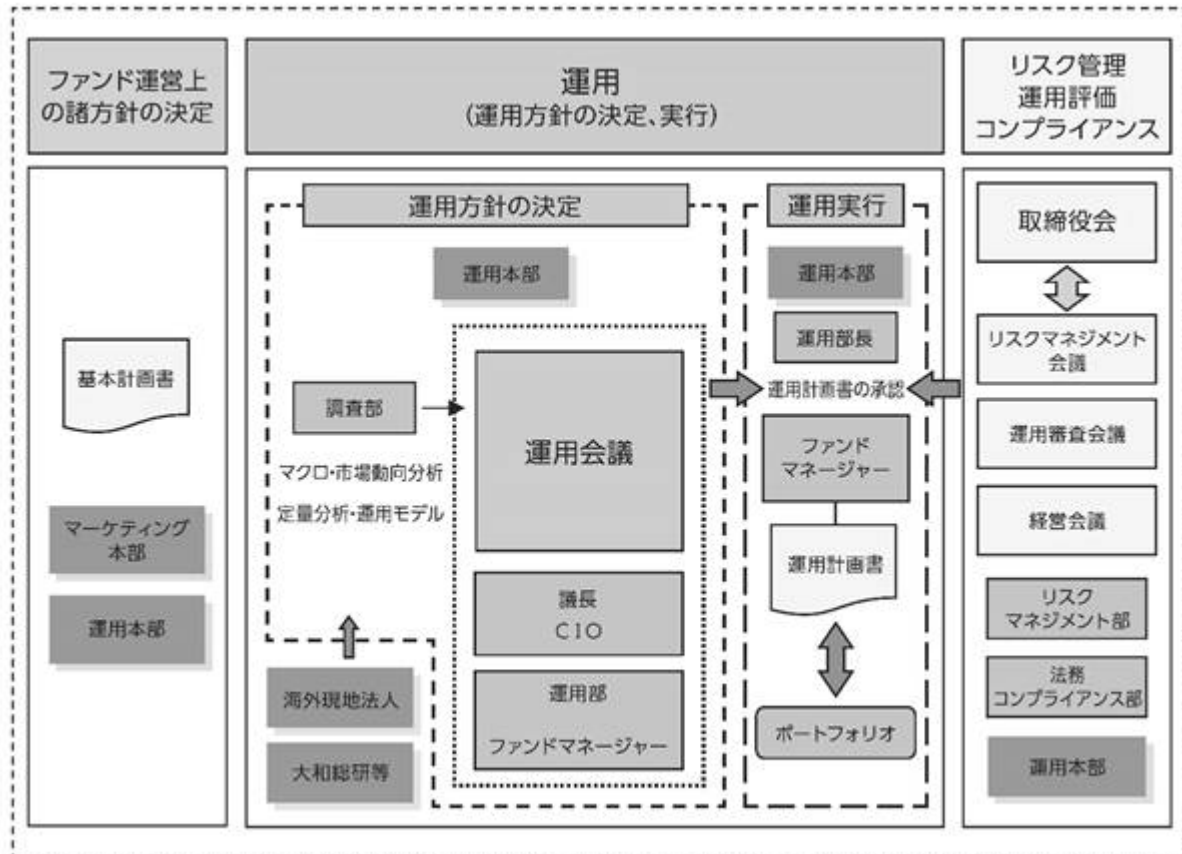 ファンド運営上
の諸方針の決定
運用
(運用方針の決定、実行)
リスク管理
運用評価
コンプライアンス
基本計画書
マーケティング
本部
運用本部
運用方針の決定
運用本部
調査部
マクロ・市場動向分析
定量分析・運用モデル
海外現地法人
大和総研等
運用会議
議長
CIO
運用部
ファンドマネージャー
運用実行
運用本部
運用部長
運用計画書の承認
ファンド
マネージャー
運用計画書
ポートフォリオ
取締役会
リスクマネジメント
会議
運用審査会議
経営会議
リスク
マネジメント部
法務
コンプライアンス部
運用本部